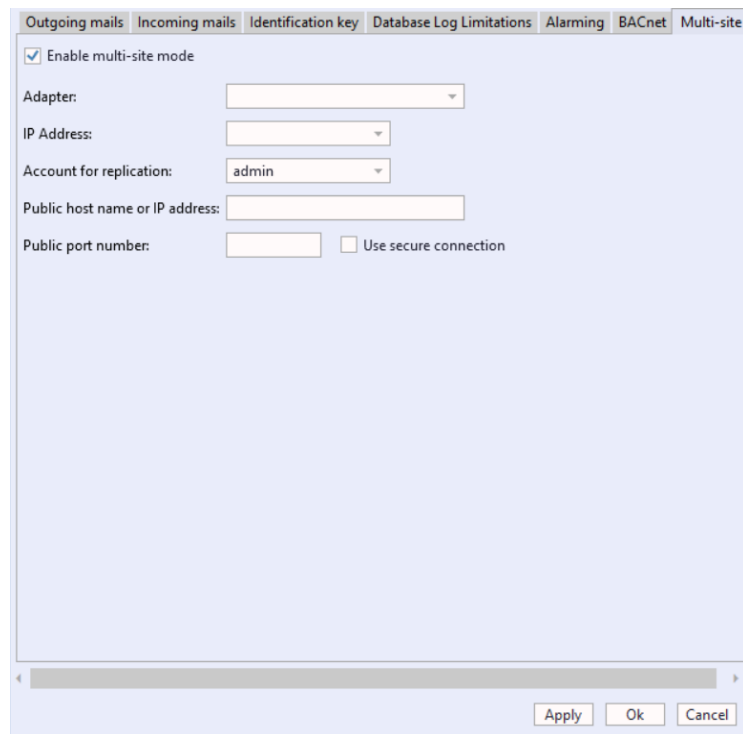 Outgoing mails Incoming mails Identification key Database Log Limitations Alarming BACnet Multi-site
Enable multi-site mode
Adapter:
IP Address:
Account for replication: admin
Public host name or IP address:
Public port number: Use secure connection
Apply Ok Cancel